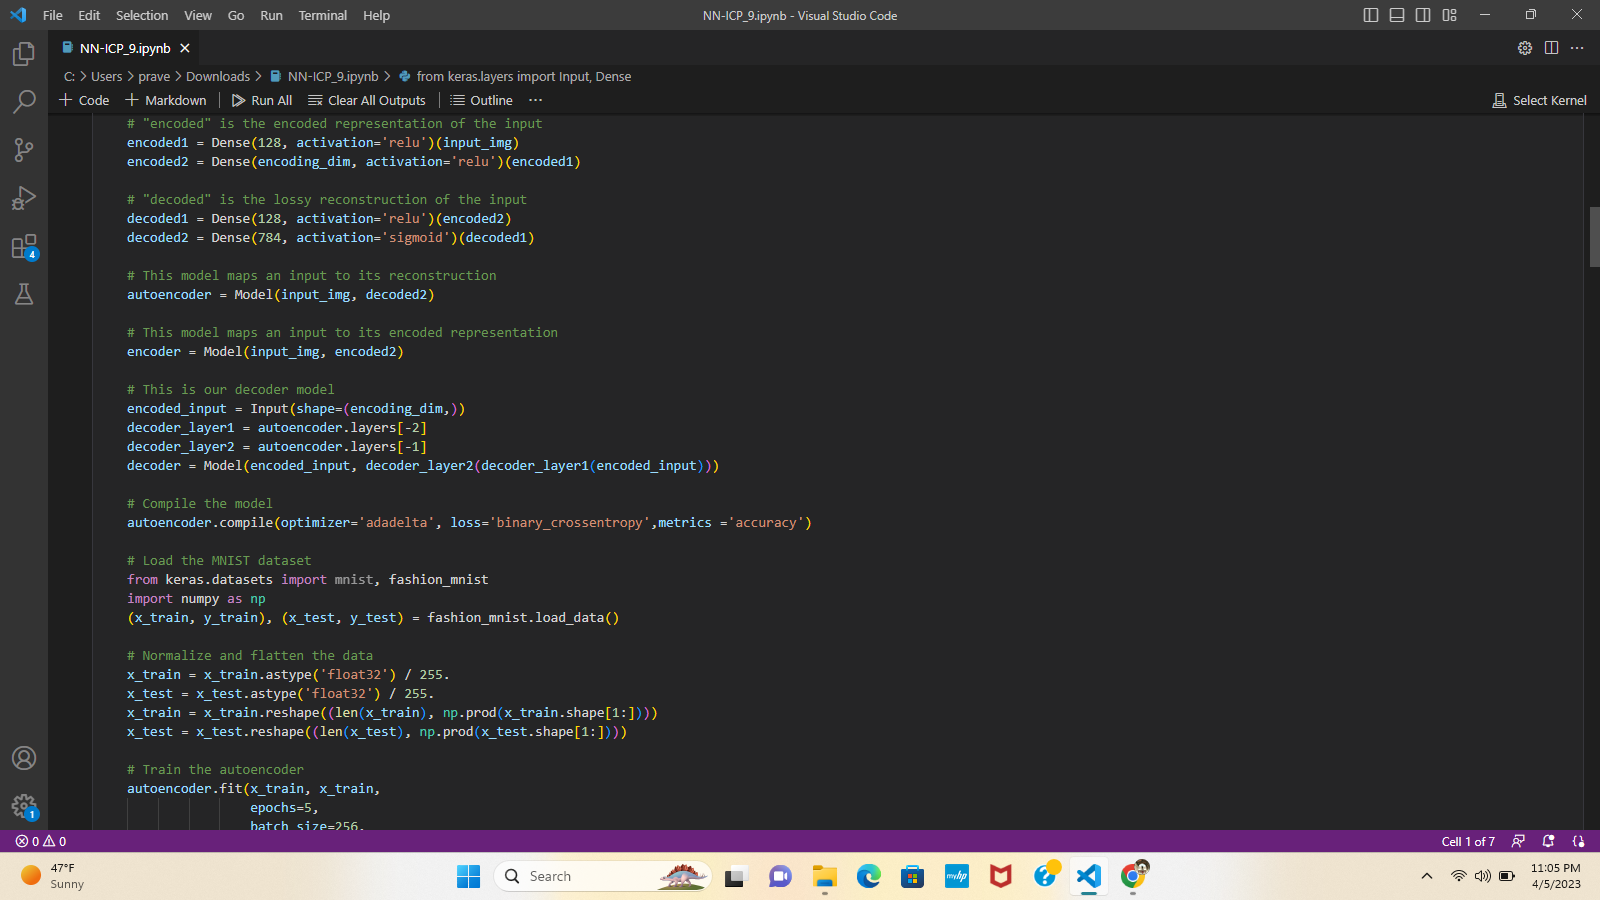 File Edit Selection View Go Run Terminal Help NN-ICP_9.ipynb - Visual Studio Code
NN-ICP_9.ipynb
C: > Users > prave > Downloads > NN-ICP_9.ipynb > from keras.layers import Input, Dense
+ Code + Markdown | Run All Clear All Outputs | Outline ... Select Kernel
# "encoded" is the encoded representation of the input
encoded1 = Dense(128, activation='relu')(input_img)
encoded2 = Dense(encoding_dim, activation='relu')(encoded1)
# "decoded" is the lossy reconstruction of the input
decoded1 = Dense(128, activation='relu')(encoded2)
decoded2 = Dense(784, activation='sigmoid')(decoded1)
# This model maps an input to its reconstruction
autoencoder = Model(input_img, decoded2)
# This model maps an input to its encoded representation
encoder = Model(input_img, encoded2)
# This is our decoder model
encoded_input = Input(shape=(encoding_dim,))
decoder_layer1 = autoencoder.layers[-2]
decoder_layer2 = autoencoder.layers[-1]
decoder = Model(encoded_input, decoder_layer2(decoder_layer1(encoded_input)))
# Compile the model
autoencoder.compile(optimizer='adadelta', loss='binary_crossentropy',metrics ='accuracy')
# Load the MNIST dataset
from keras.datasets import mnist, fashion_mnist
import numpy as np
(x_train, y_train), (x_test, y_test) = fashion_mnist.load_data()
# Normalize and flatten the data
x_train = x_train.astype('float32') / 255.
x_test = x_test.astype('float32') / 255.
x_train = x_train.reshape((len(x_train), np.prod(x_train.shape[1:])))
x_test = x_test.reshape((len(x_test), np.prod(x_test.shape[1:])))
# Train the autoencoder
autoencoder.fit(x_train, x_train,
epochs=5,
batch_size=256,
4
1
0 0 Cell 1 of 7
47°F
Sunny
Search
myhp
11:05 PM
4/5/2023